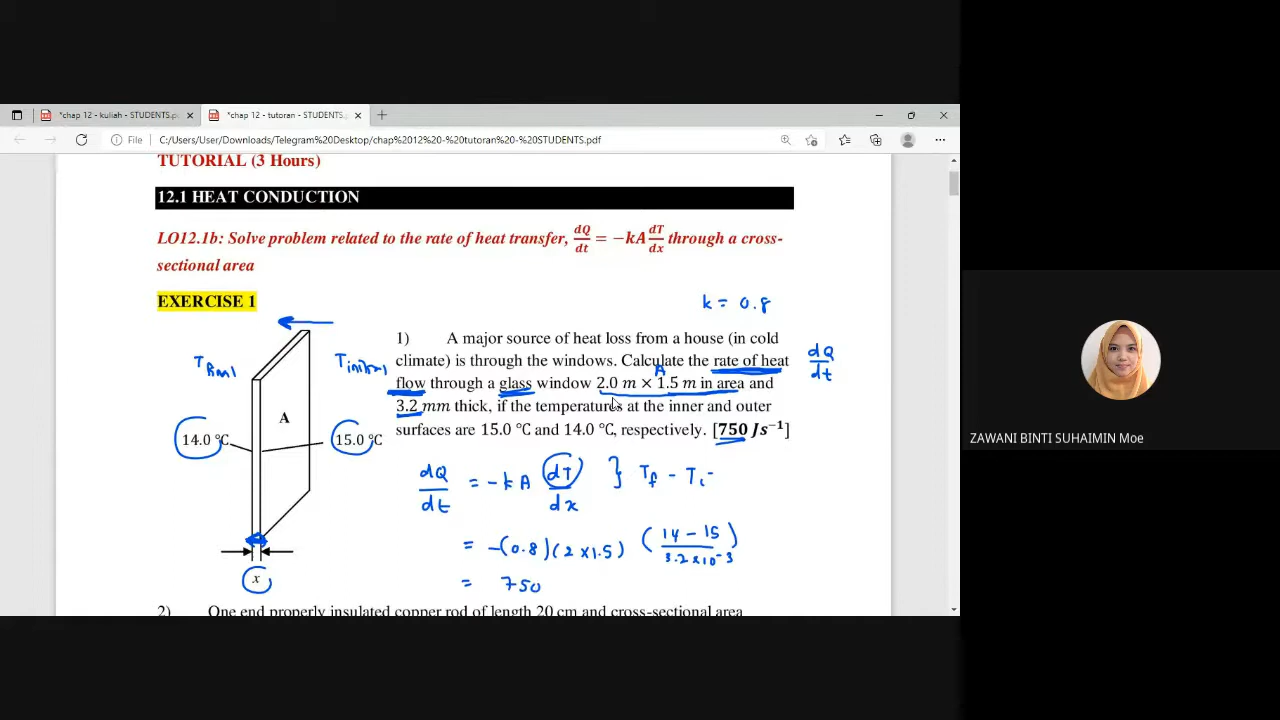 *chap 12 - kuliah - STUDENTS.p
*chap 12 - tutoran - STUDENTS.
File
C:/Users/User/Downloads/Telegram%20Desktop/chap%2012%20-%20tutoran%20-%20STUDENTS.pdf
TUTORIAL (3 Hours)
12.1 HEAT CONDUCTION
LO12.1b: Solve problem related to the rate of heat transfer, dQ/dt = −kA dT/dx through a cross-
sectional area
EXERCISE 1
k = 0.8
1) A major source of heat loss from a house (in cold
climate) is through the windows. Calculate the rate of heat
dQ/dt
flow through a glass window 2.0 m × 1.5 m in area and
A
3.2 mm thick, if the temperatures at the inner and outer
surfaces are 15.0 °C and 14.0 °C, respectively. [750 Js⁻¹]
A
14.0 °C
15.0 °C
x
dQ/dt = -kA dT/dx } Tf - Ti
= -(0.8)(2×1.5) (14 - 15 / 3.2×10^-3)
= 750
2) One end properly insulated copper rod of length 20 cm and cross-sectional area
ZAWANI BINTI SUHAIMIN Moe